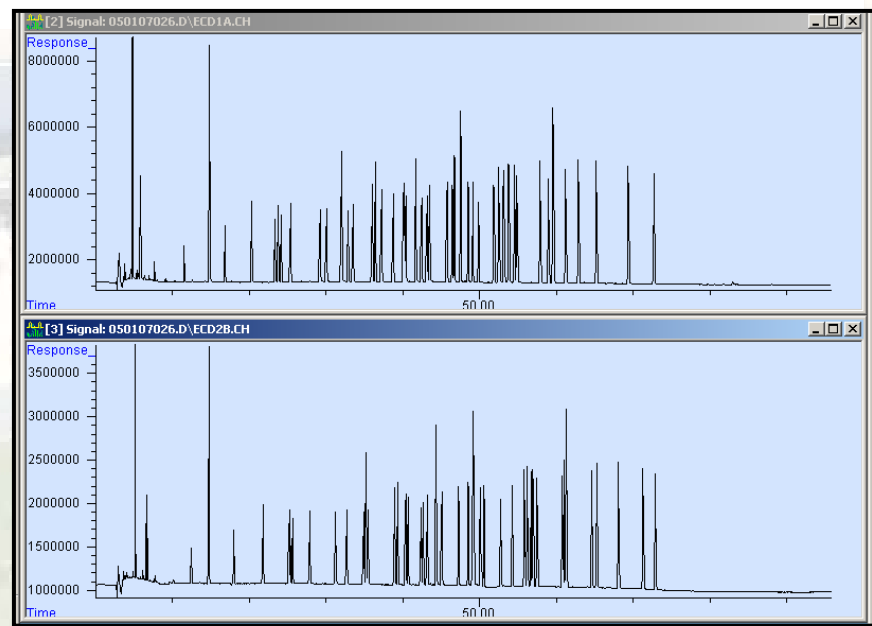 [2] Signal: 050107026.D\ECD1A.CH
Response_
8000000
6000000
4000000
2000000
Time
50.00
[3] Signal: 050107026.D\ECD2B.CH
Response_
3500000
3000000
2500000
2000000
1500000
1000000
Time
50.00